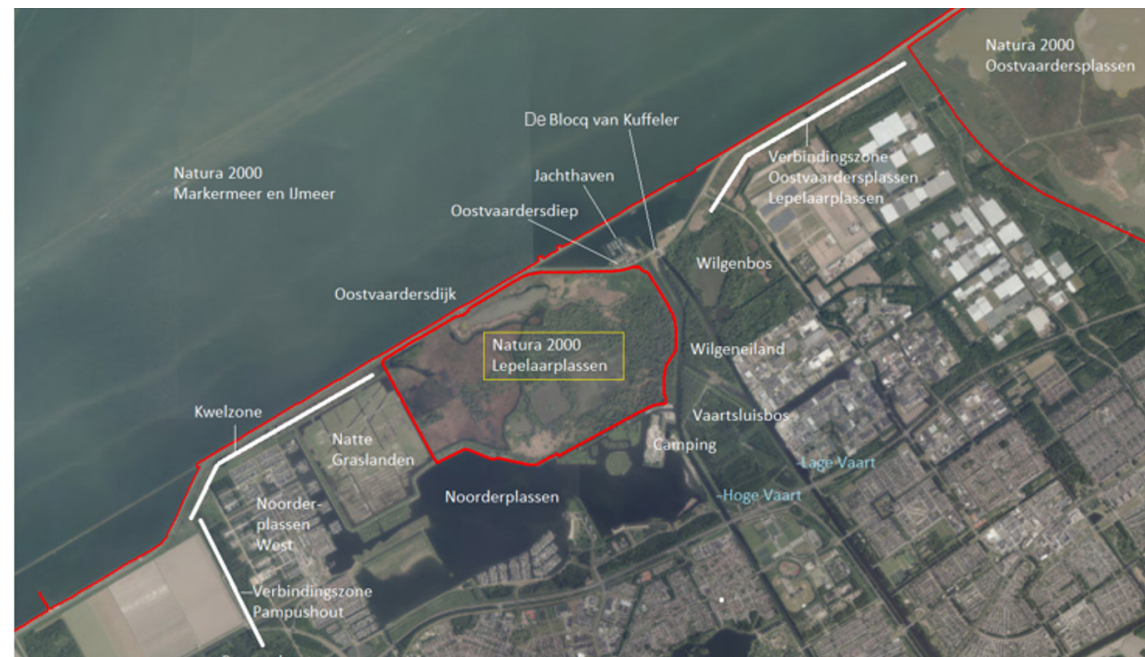 Natura 2000
Oostvaardersplassen
De Blocq van Kuffeler
Natura 2000
Markermeer en IJmeer
Jachthaven
Verbindingszone
Oostvaardersplassen
Lepelaarplassen
Oostvaardersdiep
Wilgenbos
Oostvaardersdijk
Natura 2000
Lepelaarplassen
Wilgeneiland
Kwelzone
Vaartsluisbos
Natte
Graslanden
Camping
Lage Vaart
Hoge Vaart
Noorderplassen
Noorder-
plassen
West
Verbindingszone
Pampushout